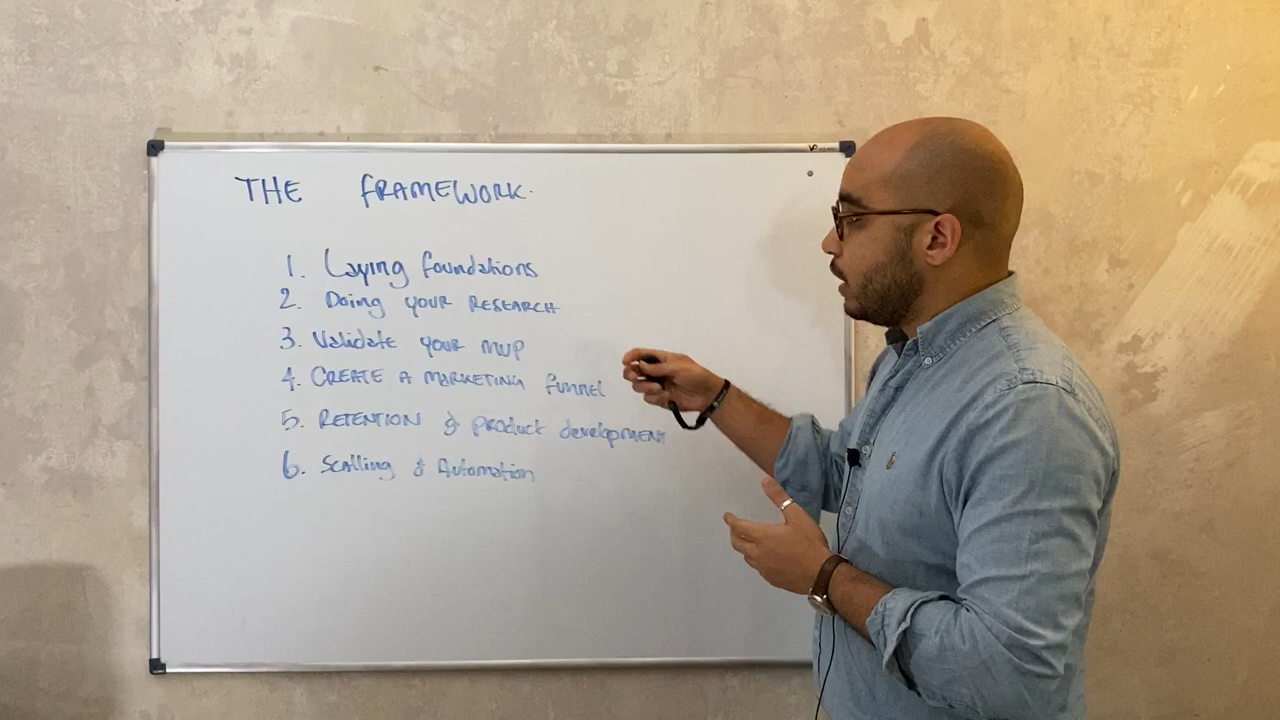 THE FRAMEWORK.
1. Laying foundations
2. Doing your RESEARCH
3. Validate your MVP
4. CREATE A MARKETING funnel
5. RETENTION & product developMENT
6. Scalling & Automation